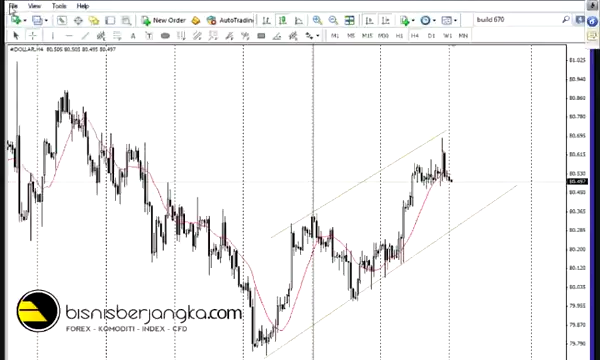 File View Tools Help
New Order AutoTrading build 670
M1 M5 M15 M30 H1 H4 D1 W1 MN
#DOLLAR,H4 80.505 80.505 80.495 80.497
81.025
80.940
80.860
80.780
80.695
80.615
80.530
80.497
80.450
80.365
80.285
80.200
80.120
80.035
79.955
79.870
79.790
bisnisberjangka.com
FOREX - KOMODITI - INDEX - CFD